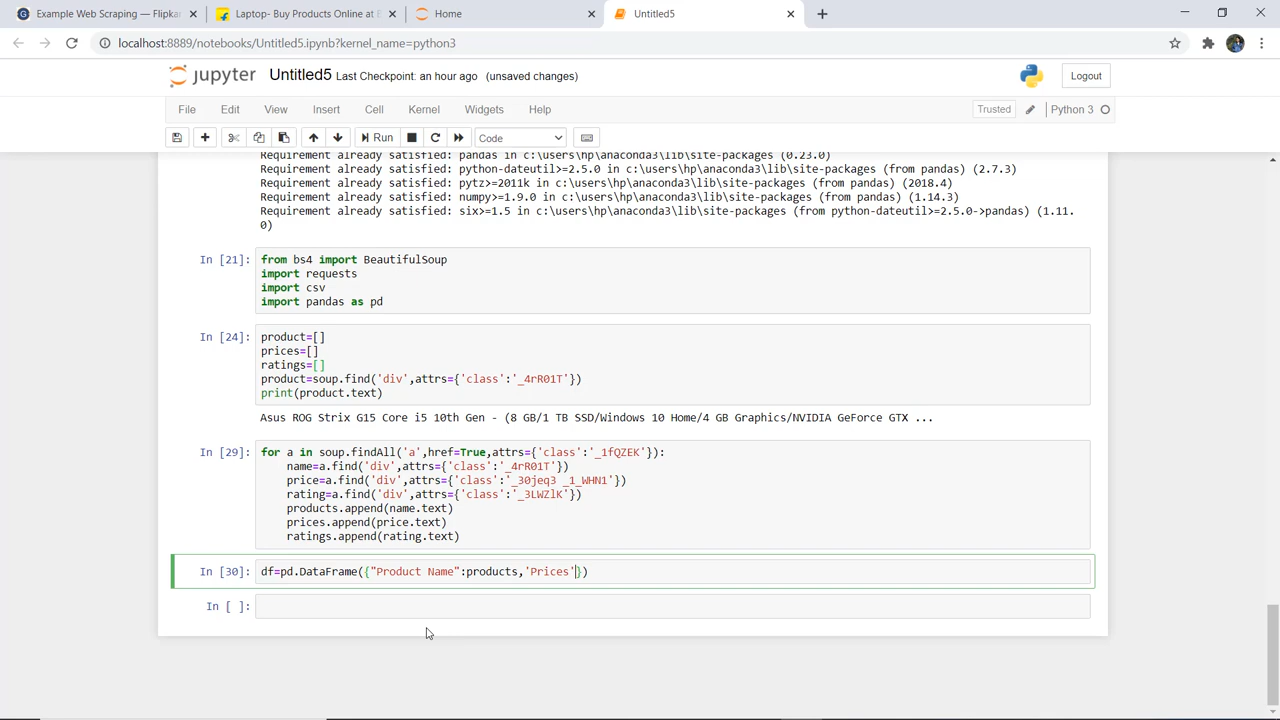 Example Web Scraping — Flipka
Laptop- Buy Products Online at B
Home
Untitled5
localhost:8889/notebooks/Untitled5.ipynb?kernel_name=python3
jupyter Untitled5 Last Checkpoint: an hour ago (unsaved changes)
Logout
File Edit View Insert Cell Kernel Widgets Help
Trusted
Python 3
Run
Code
Requirement already satisfied: pandas in c:\users\hp\anaconda3\lib\site-packages (0.23.0)
Requirement already satisfied: python-dateutil>=2.5.0 in c:\users\hp\anaconda3\lib\site-packages (from pandas) (2.7.3)
Requirement already satisfied: pytz>=2011k in c:\users\hp\anaconda3\lib\site-packages (from pandas) (2018.4)
Requirement already satisfied: numpy>=1.9.0 in c:\users\hp\anaconda3\lib\site-packages (from pandas) (1.14.3)
Requirement already satisfied: six>=1.5 in c:\users\hp\anaconda3\lib\site-packages (from python-dateutil>=2.5.0->pandas) (1.11.
0)
In [21]: from bs4 import BeautifulSoup
import requests
import csv
import pandas as pd
In [24]: product=[]
prices=[]
ratings=[]
product=soup.find('div',attrs={'class':'_4rR01T'})
print(product.text)
Asus ROG Strix G15 Core i5 10th Gen - (8 GB/1 TB SSD/Windows 10 Home/4 GB Graphics/NVIDIA GeForce GTX ...
In [29]: for a in soup.findAll('a',href=True,attrs={'class':'_1fQZEK'}):
name=a.find('div',attrs={'class':'_4rR01T'})
price=a.find('div',attrs={'class':'_30jeq3 _1_WHN1'})
rating=a.find('div',attrs={'class':'_3LWZlK'})
products.append(name.text)
prices.append(price.text)
ratings.append(rating.text)
In [30]: df=pd.DataFrame({"Product Name":products,'Prices'})
In [ ]: